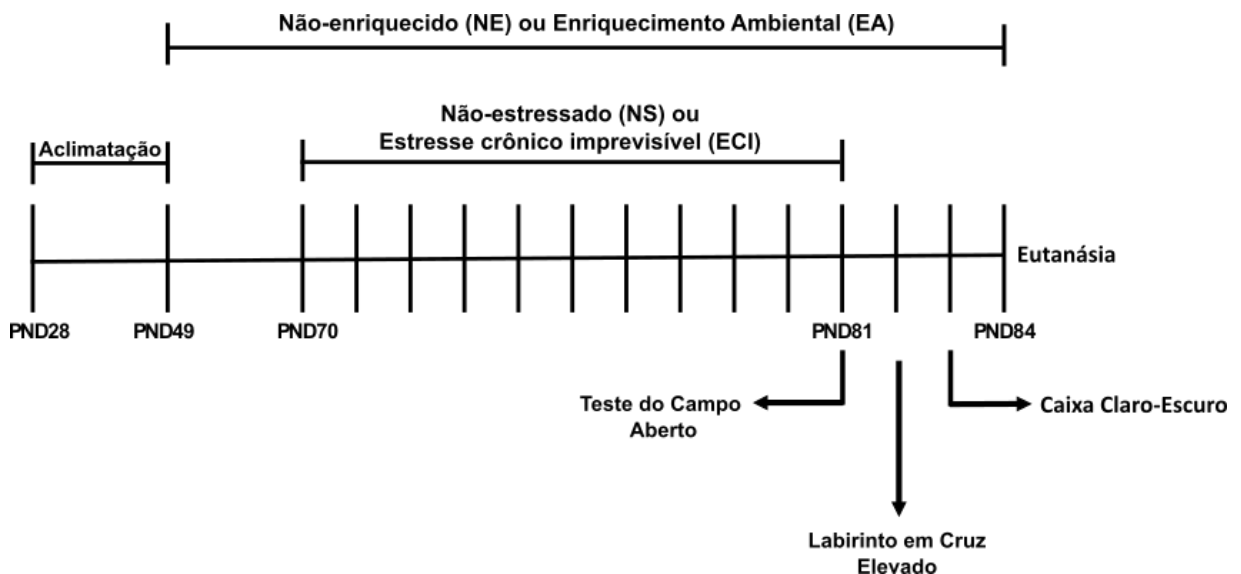 Não-enriquecido (NE) ou Enriquecimento Ambiental (EA)
Não-estressado (NS) ou
Estresse crônico imprevisível (ECI)
Aclimatação
Eutanásia
PND28
PND49
PND70
PND81
PND84
Teste do Campo
Aberto
Caixa Claro-Escuro
Labirinto em Cruz
Elevado